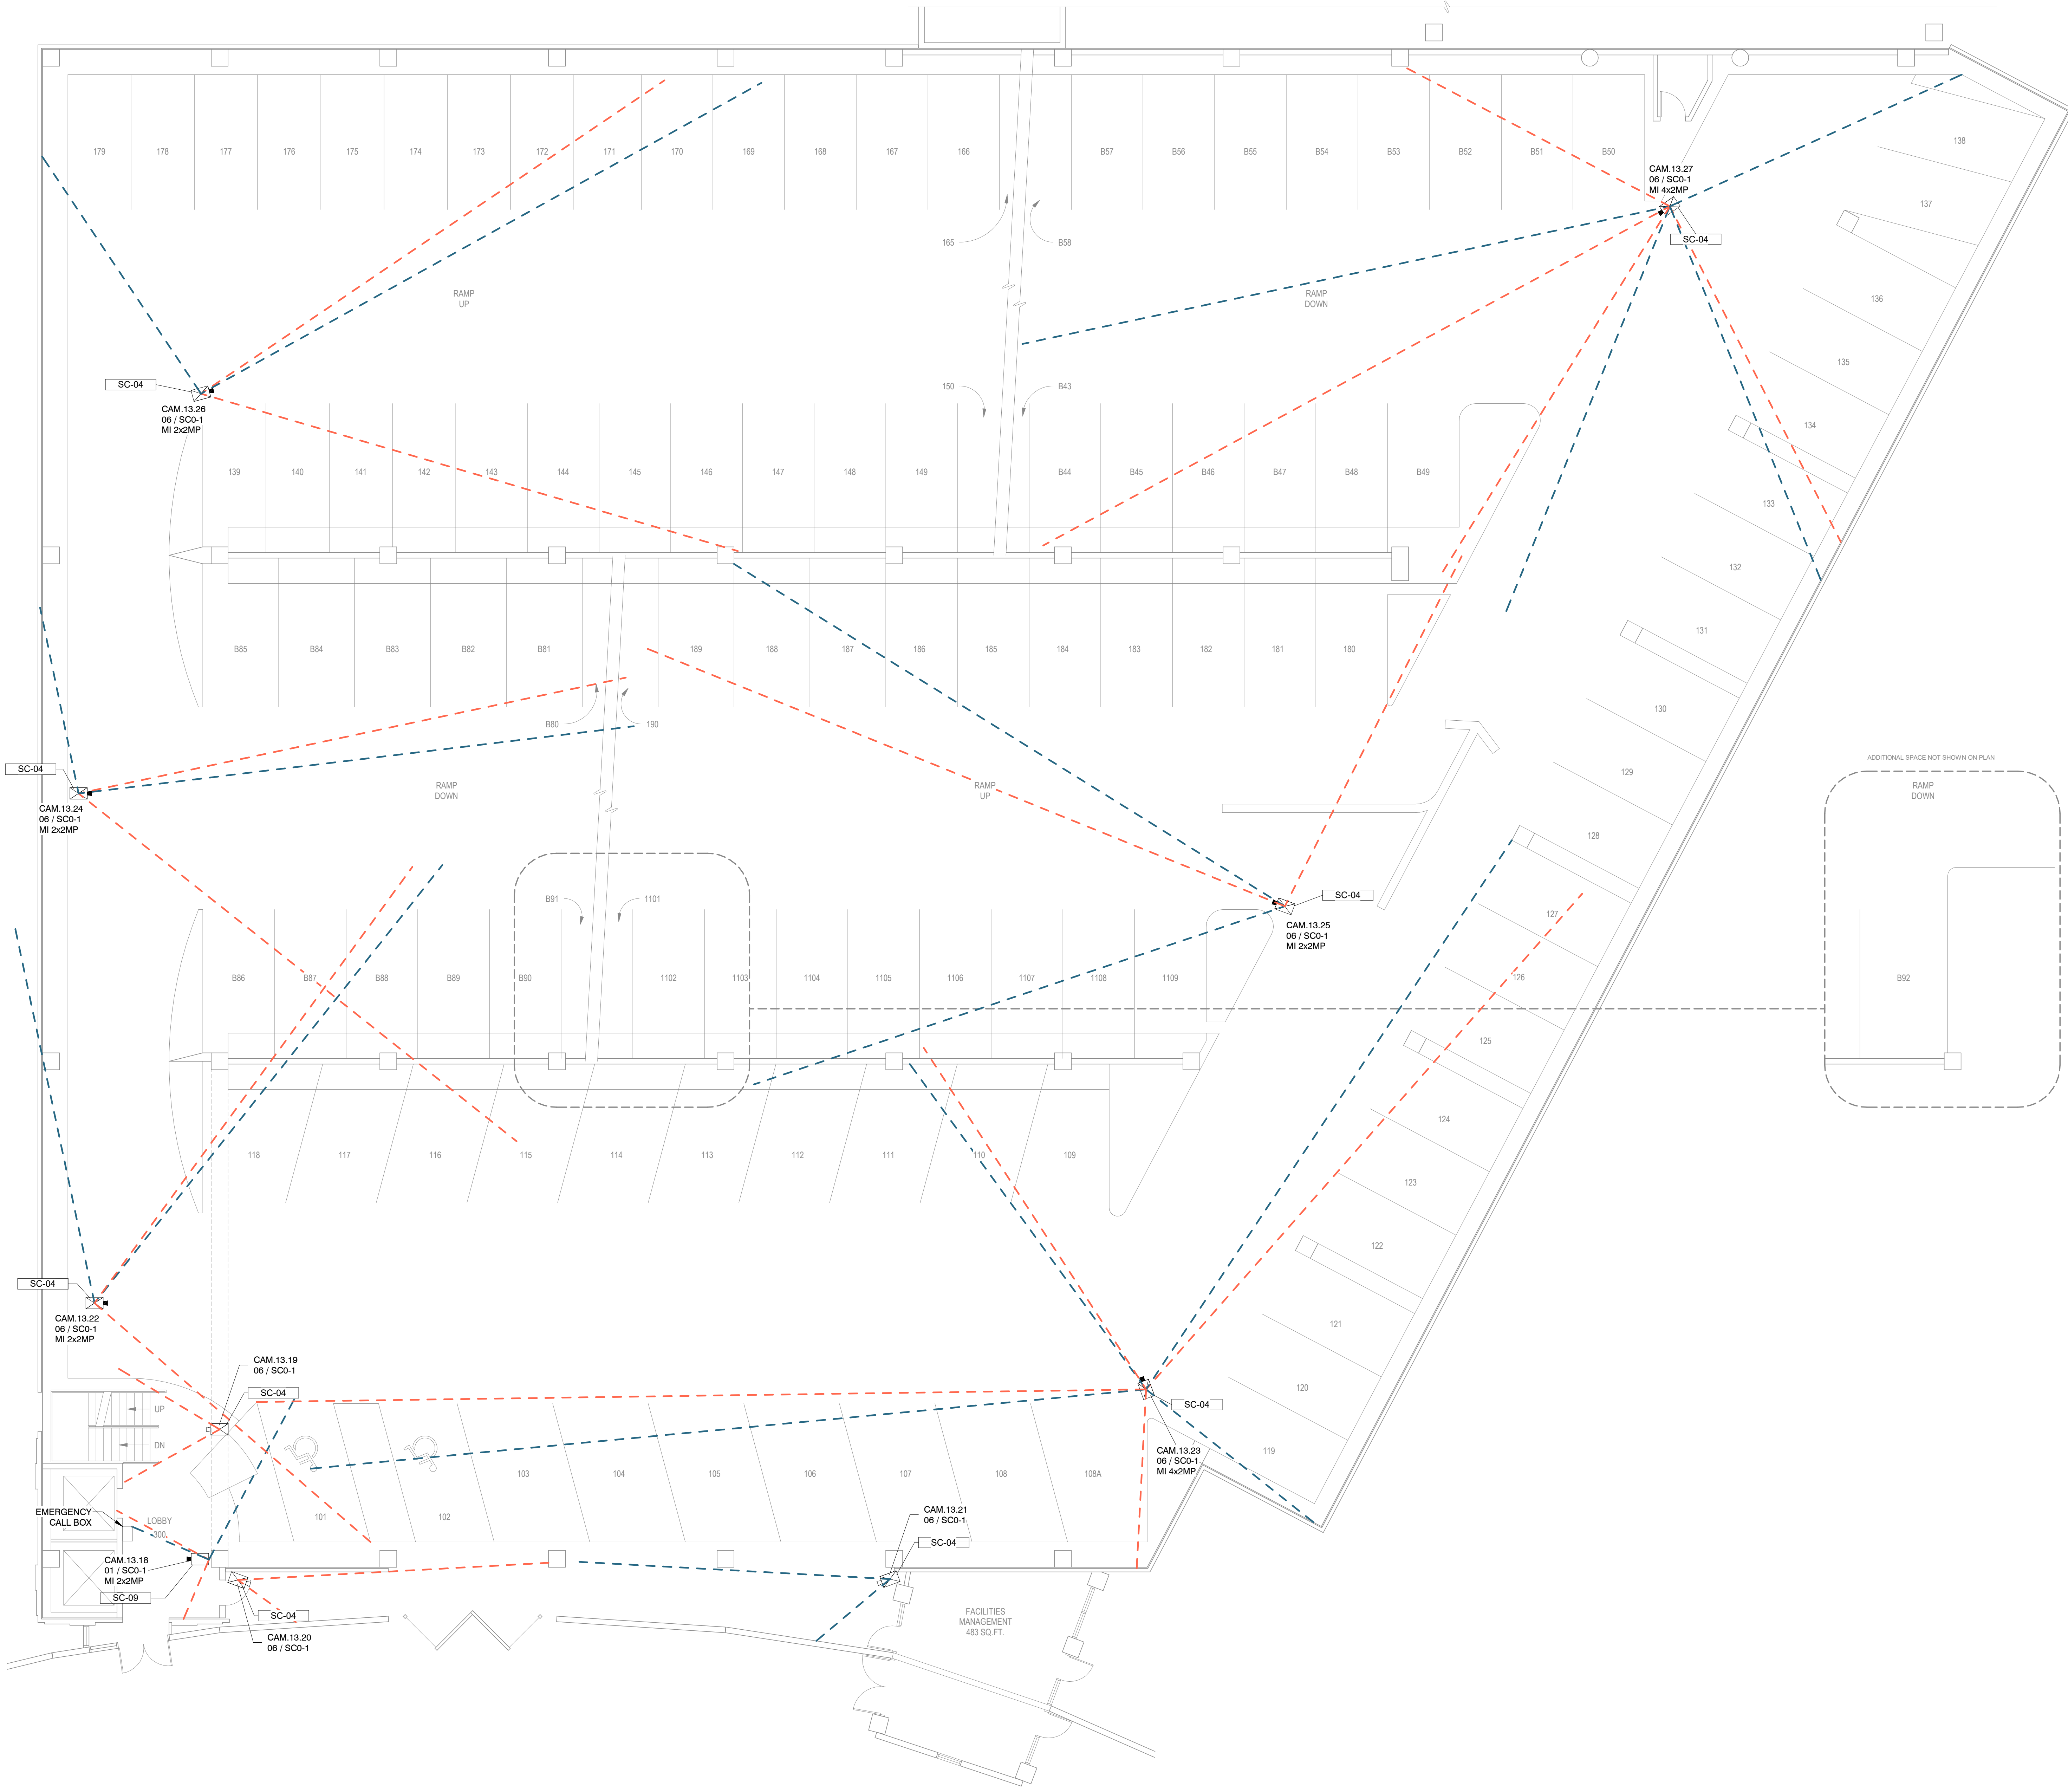 179
178
177
176
175
174
173
172
171
170
169
168
167
166
B57
B56
B55
B54
B53
B52
B51
B50
138
CAM.13.27
06 / SC0-1
MI 4x2MP
SC-04
137
165
B58
RAMP
UP
RAMP
DOWN
136
135
150
B43
SC-04
CAM.13.26
06 / SC0-1
MI 2x2MP
134
139
140
141
142
143
144
145
146
147
148
149
B44
B45
B46
B47
B48
B49
133
132
131
B85
B84
B83
B82
B81
189
188
187
186
185
184
183
182
181
180
130
B80
190
129
ADDITIONAL SPACE NOT SHOWN ON PLAN
SC-04
CAM.13.24
06 / SC0-1
MI 2x2MP
RAMP
DOWN
RAMP
UP
RAMP
DOWN
128
B91
1101
SC-04
CAM.13.25
06 / SC0-1
MI 2x2MP
127
B86
B87
B88
B89
B90
1102
1103
1104
1105
1106
1107
1108
1109
126
B92
125
124
118
117
116
115
114
113
112
111
110
109
123
122
SC-04
CAM.13.22
06 / SC0-1
MI 2x2MP
121
120
CAM.13.19
06 / SC0-1
SC-04
UP
DN
SC-04
CAM.13.23
06 / SC0-1
MI 4x2MP
119
103
104
105
106
107
108
108A
101
102
EMERGENCY
CALL BOX
LOBBY
300
CAM.13.21
06 / SC0-1
SC-04
CAM.13.18
01 / SC0-1
MI 2x2MP
SC-09
SC-04
CAM.13.20
06 / SC0-1
FACILITIES
MANAGEMENT
483 SQ.FT.